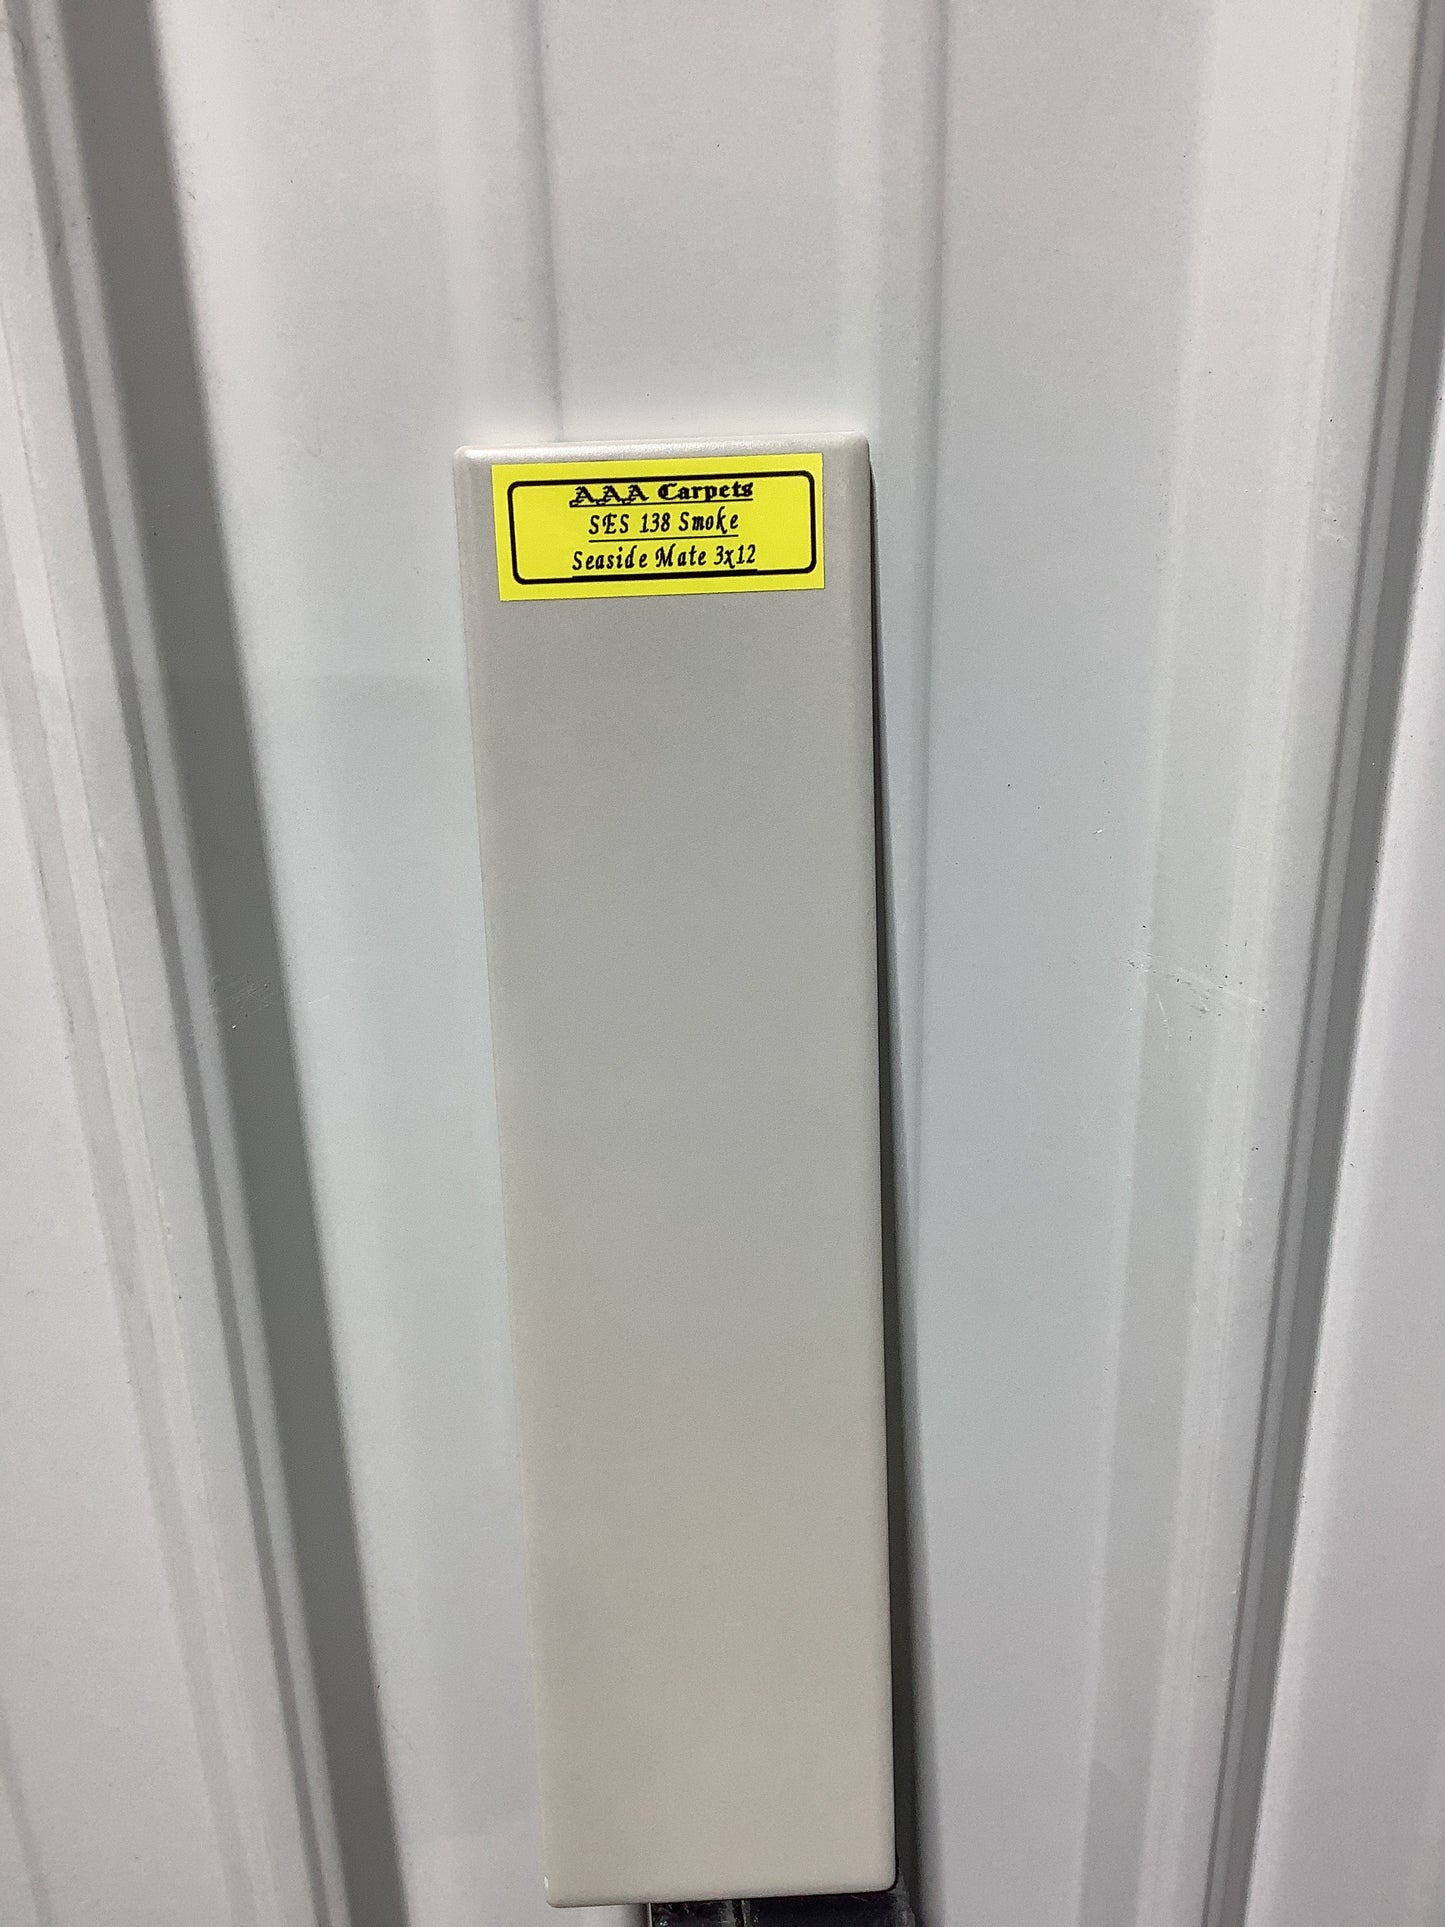 AAA Carpets
SES 138 Smoke
Seaside Mate 3x12